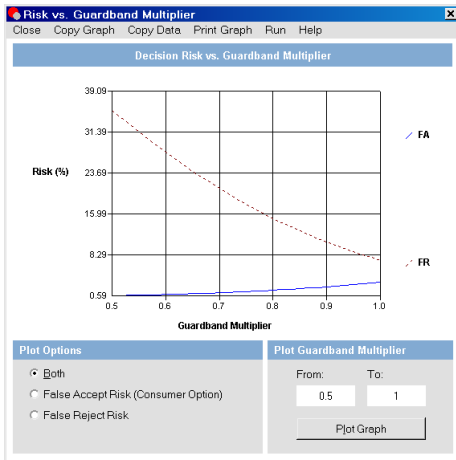 Risk vs. Guardband Multiplier
Close Copy Graph Copy Data Print Graph Run Help
Decision Risk vs. Guardband Multiplier
39.09
31.39
23.69
15.99
8.29
0.59
Risk (%)
0.5 0.6 0.7 0.8 0.9 1.0
Guardband Multiplier
FA
FR
Plot Options
Both
False Accept Risk (Consumer Option)
False Reject Risk
Plot Guardband Multiplier
From: To:
0.5 1
Plot Graph